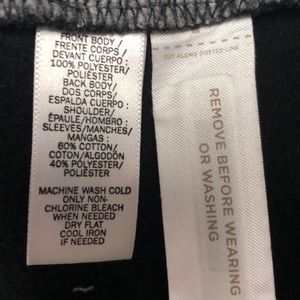 FRONT BODY /
FRENTE CORPS /
DEVANT CUERPO :
100% POLYESTER/
POLIÉSTER
BACK BODY/
DOS CORPS/
ESPALDA CUERPO :
SHOULDER/
ÉPAULE/HOMBRO :
SLEEVES/MANCHES/
MANGAS :
60% COTTON/
COTON/ALGODÓN
40% POLYESTER/
POLIÉSTER
MACHINE WASH COLD
ONLY NON-
CHLORINE BLEACH
WHEN NEEDED
DRY FLAT
COOL IRON
IF NEEDED
CUT ALONG DOTTED LINE
REMOVE BEFORE WEARING
OR WASHING